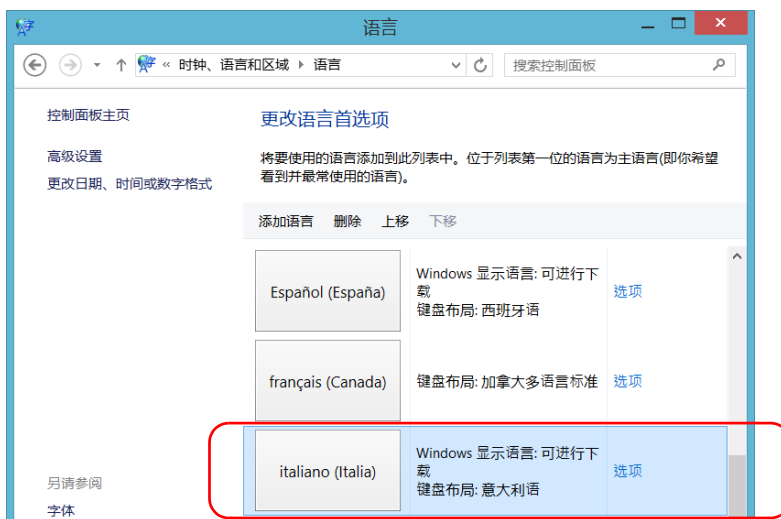 语言
« 时钟、语言和区域 ▸ 语言
搜索控制面板
控制面板主页
高级设置
更改日期、时间或数字格式
另请参阅
字体
更改语言首选项
将要使用的语言添加到此列表中。位于列表第一位的语言为主语言(即你希望
看到并最常使用的语言)。
添加语言 删除 上移 下移
Español (España)
Windows 显示语言: 可进行下
载
键盘布局: 西班牙语
选项
français (Canada)
键盘布局: 加拿大多语言标准
选项
italiano (Italia)
Windows 显示语言: 可进行下
载
键盘布局: 意大利语
选项